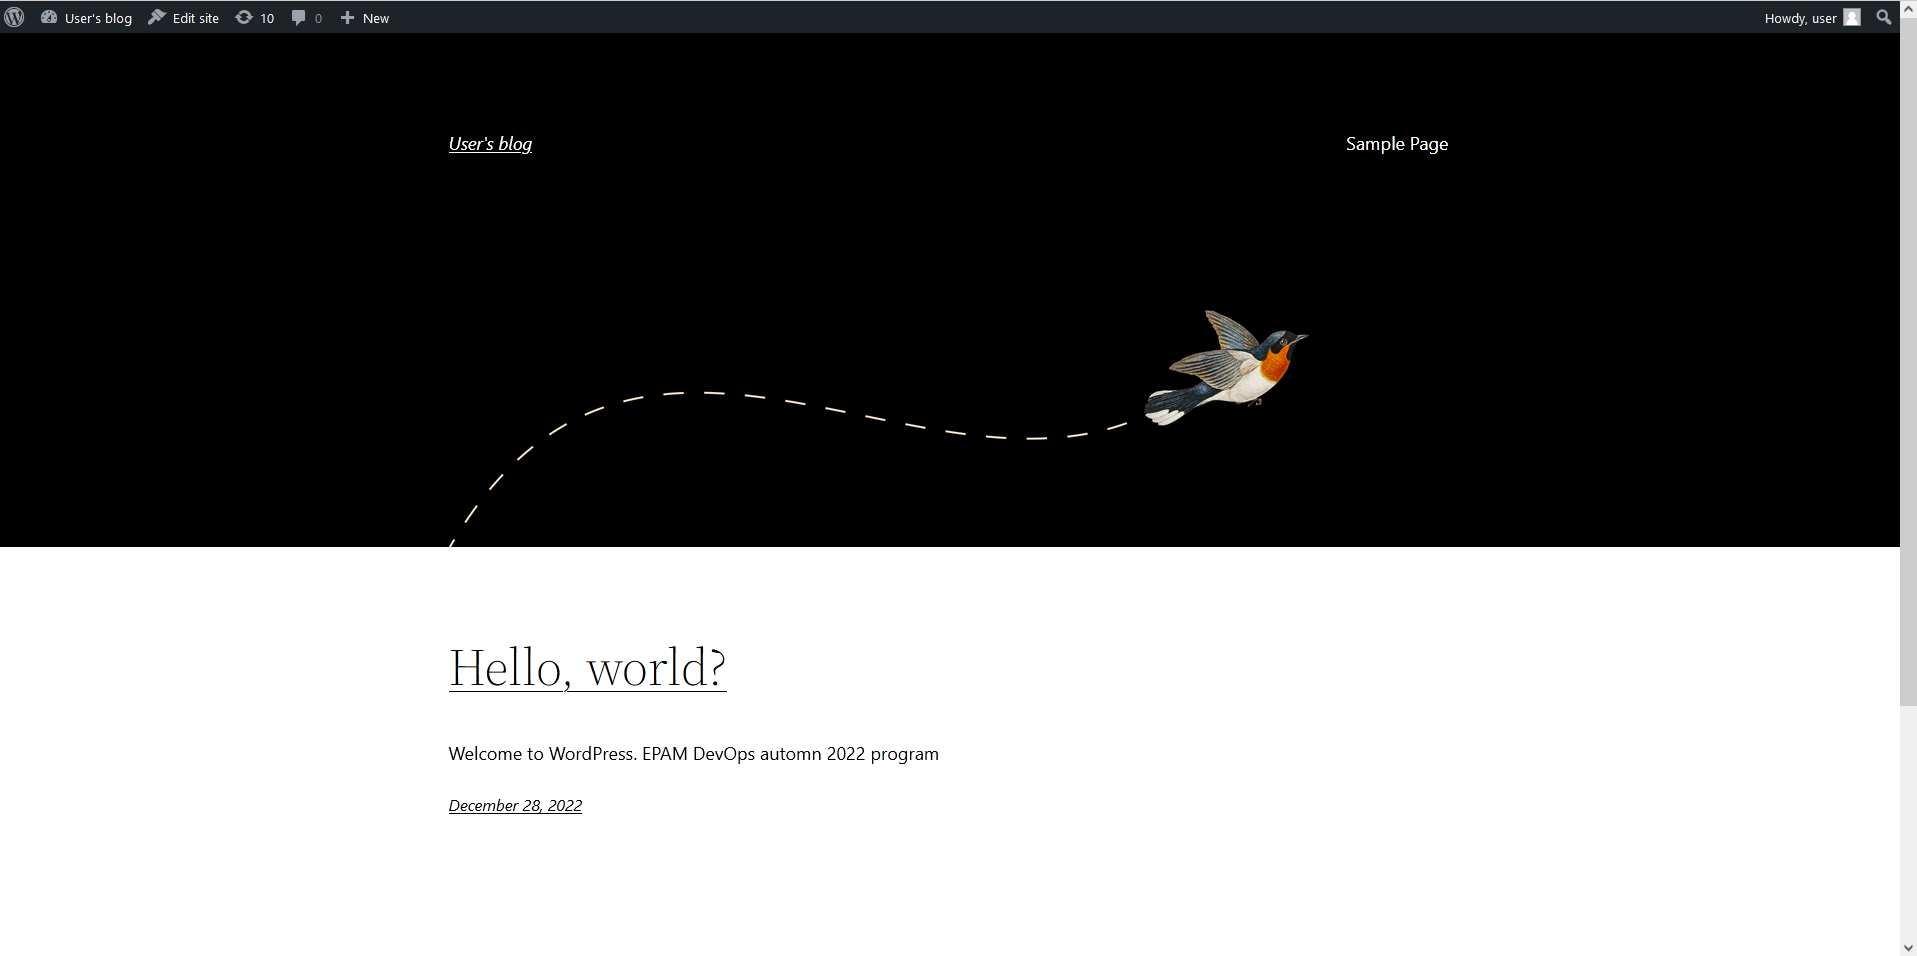 User's blog Edit site 10 0 New Howdy, user
User's blog Sample Page
Hello, world?
Welcome to WordPress. EPAM DevOps automn 2022 program
December 28, 2022